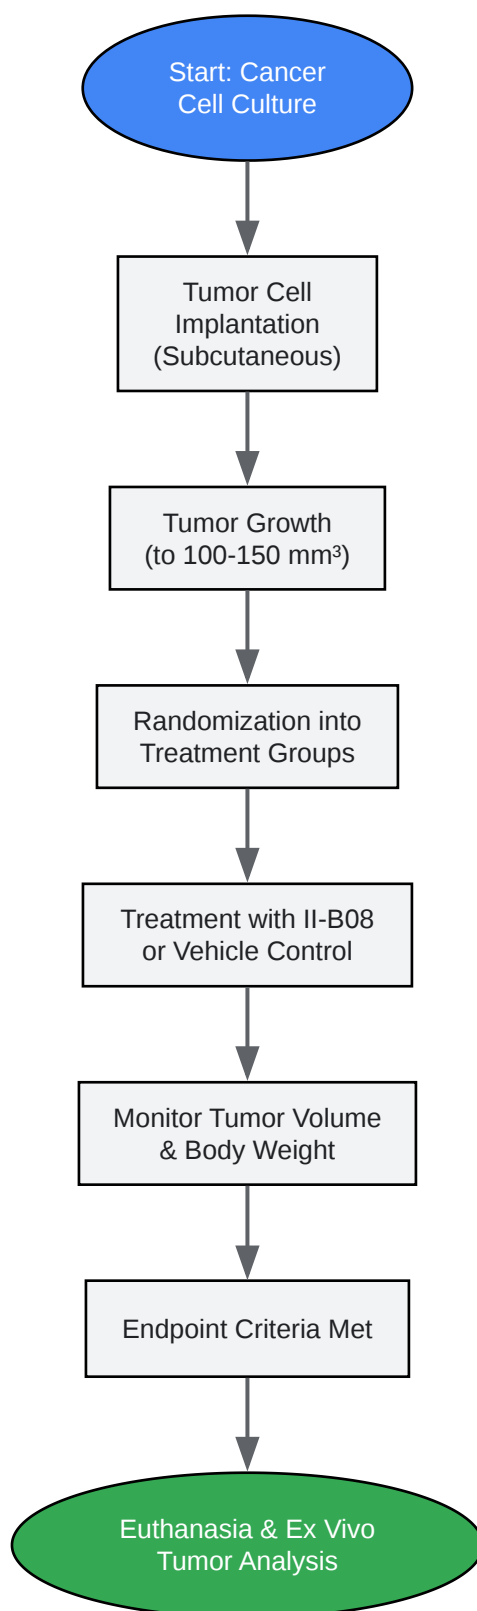 Start: Cancer
Cell Culture
Tumor Cell
Implantation
(Subcutaneous)
Tumor Growth
(to 100-150 mm³)
Randomization into
Treatment Groups
Treatment with II-B08
or Vehicle Control
Monitor Tumor Volume
& Body Weight
Endpoint Criteria Met
Euthanasia & Ex Vivo
Tumor Analysis